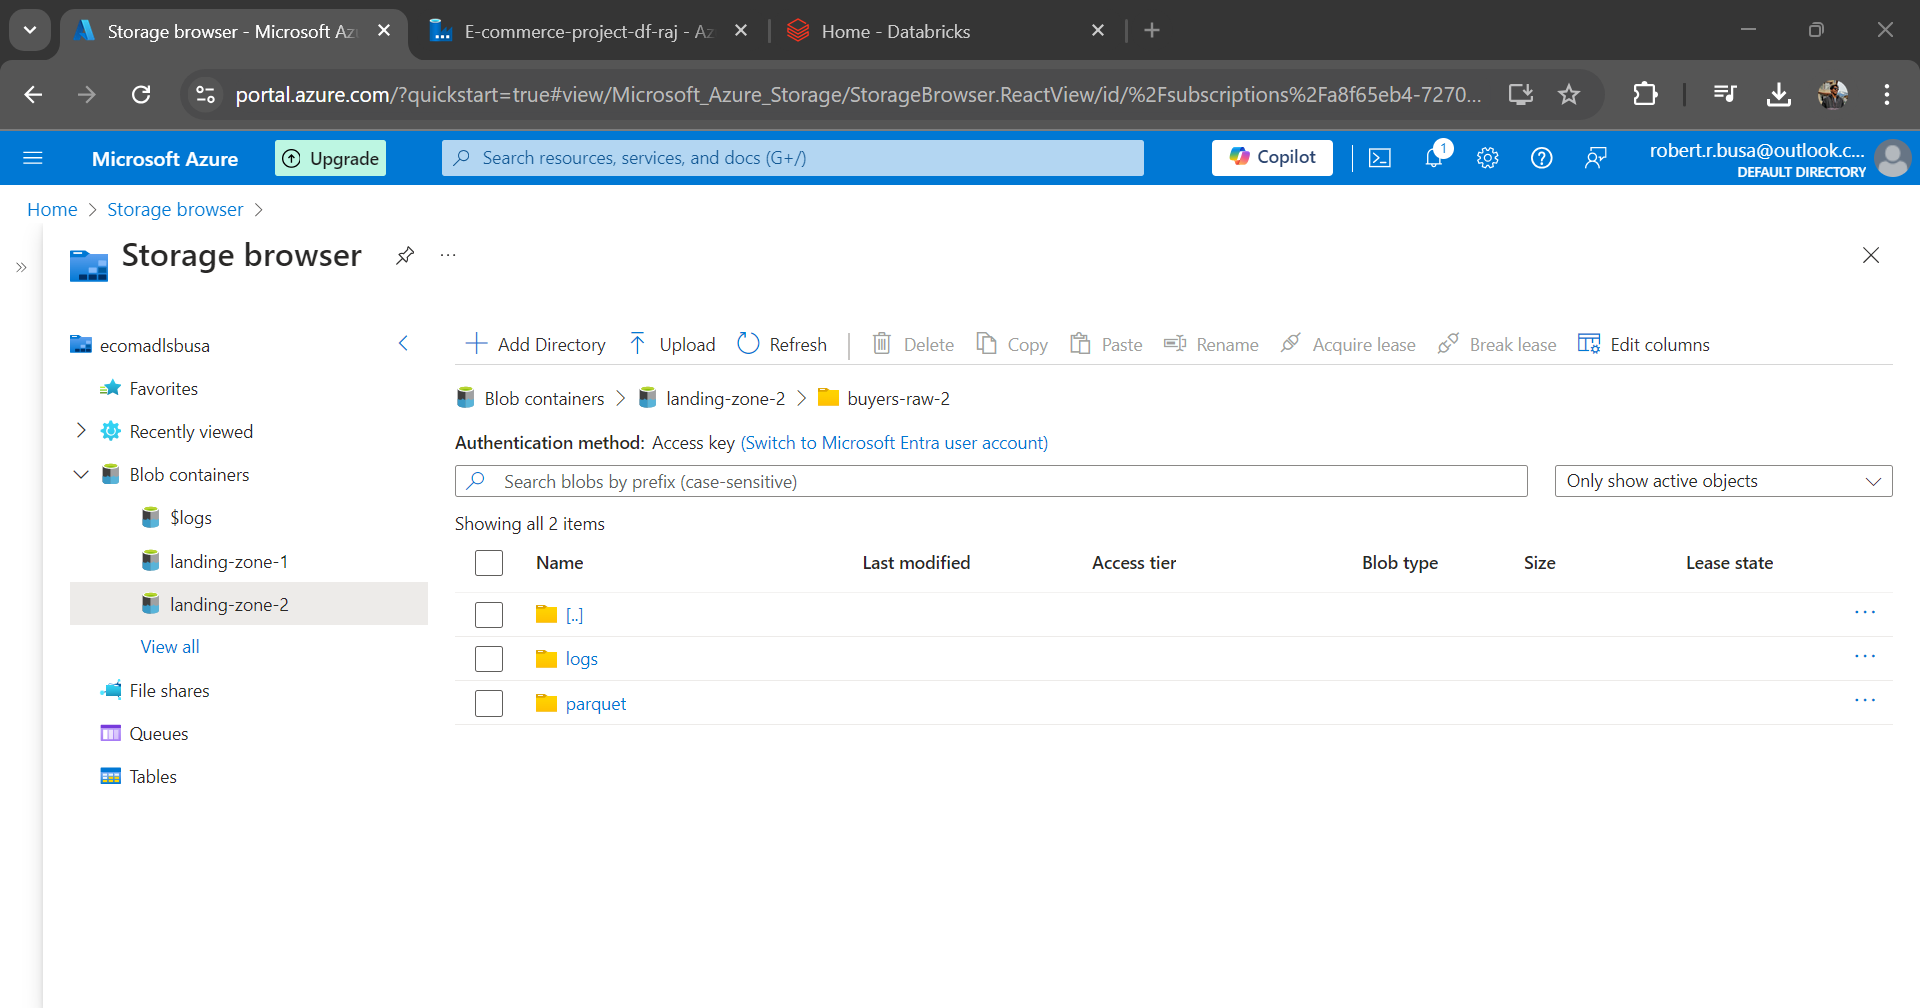 Storage browser - Microsoft Az
E-commerce-project-df-raj - Az
Home - Databricks
portal.azure.com/?quickstart=true#view/Microsoft_Azure_Storage/StorageBrowser.ReactView/id/%2Fsubscriptions%2Fa8f65eb4-7270...
Microsoft Azure
Upgrade
Search resources, services, and docs (G+/)
Copilot
1
robert.r.busa@outlook.c...
DEFAULT DIRECTORY
Home > Storage browser >
Storage browser
...
ecomadlsbusa
Favorites
Recently viewed
Blob containers
$logs
landing-zone-1
landing-zone-2
View all
File shares
Queues
Tables
Add Directory Upload Refresh Delete Copy Paste Rename Acquire lease Break lease Edit columns
Blob containers > landing-zone-2 > buyers-raw-2
Authentication method: Access key (Switch to Microsoft Entra user account)
Search blobs by prefix (case-sensitive)
Only show active objects
Showing all 2 items
Name Last modified Access tier Blob type Size Lease state
[..]
logs
parquet